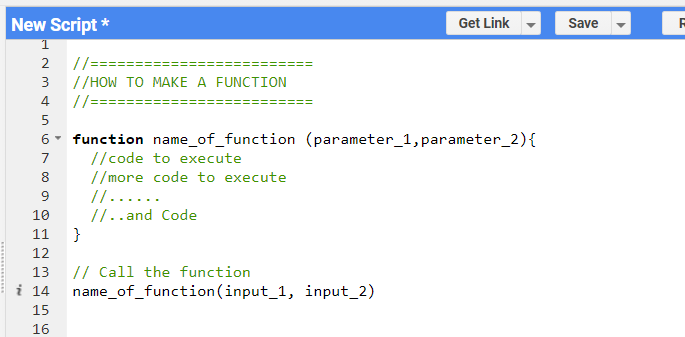 New Script *
Get Link
Save
R
1
2 //=========================
3 //HOW TO MAKE A FUNCTION
4 //=========================
5
6 function name_of_function (parameter_1,parameter_2){
7 //code to execute
8 //more code to execute
9 //......
10 //..and Code
11 }
12
13 // Call the function
i 14 name_of_function(input_1, input_2)
15
16